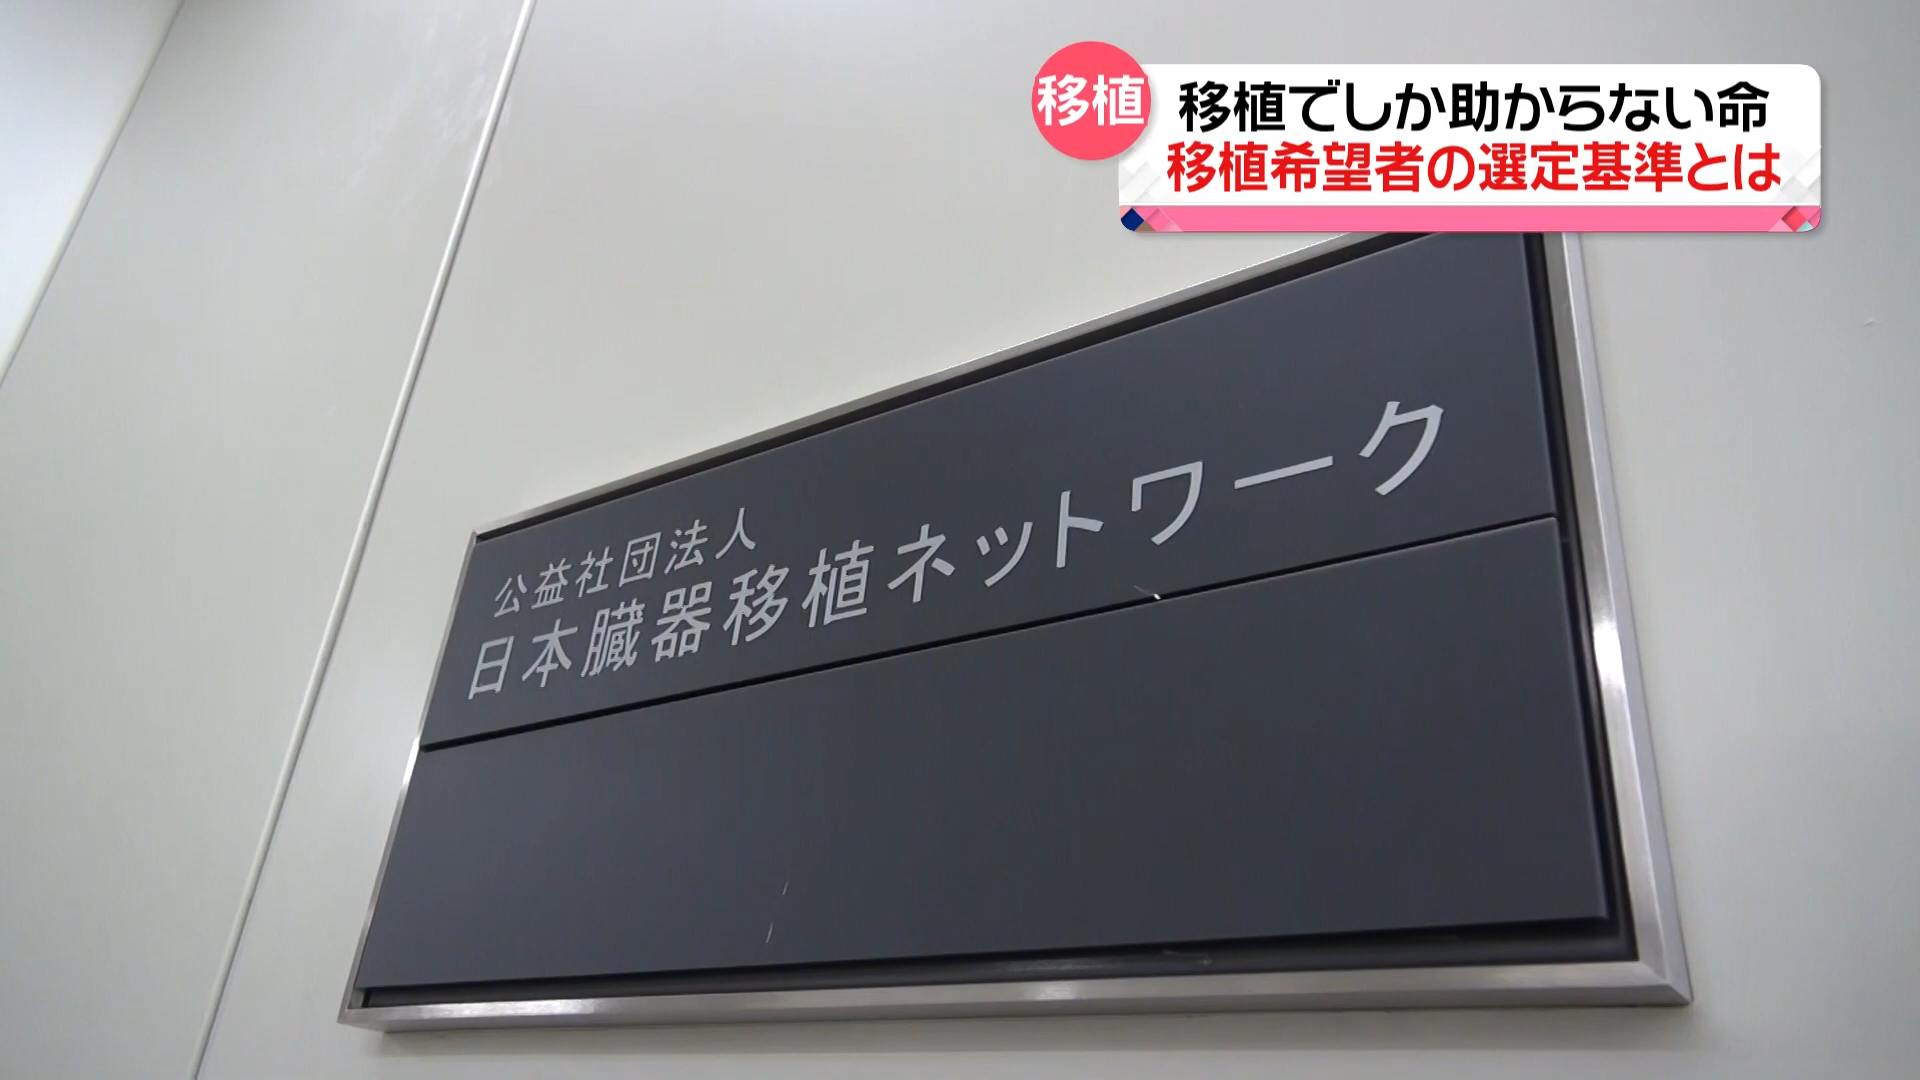 移植
移植でしか助からない命
移植希望者の選定基準とは
公益社団法人
日本臓器移植ネットワーク